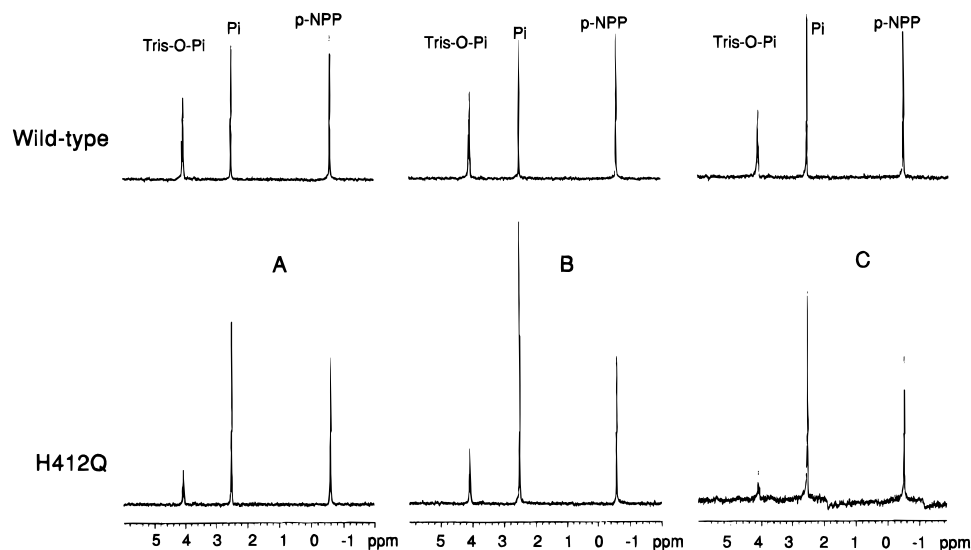 Tris-O-Pi Pi p-NPP
Tris-O-Pi Pi p-NPP
Tris-O-Pi Pi p-NPP
Wild-type
A
B
C
H412Q
5 4 3 2 1 0 -1 ppm
5 4 3 2 1 0 -1 ppm
5 4 3 2 1 0 -1 ppm